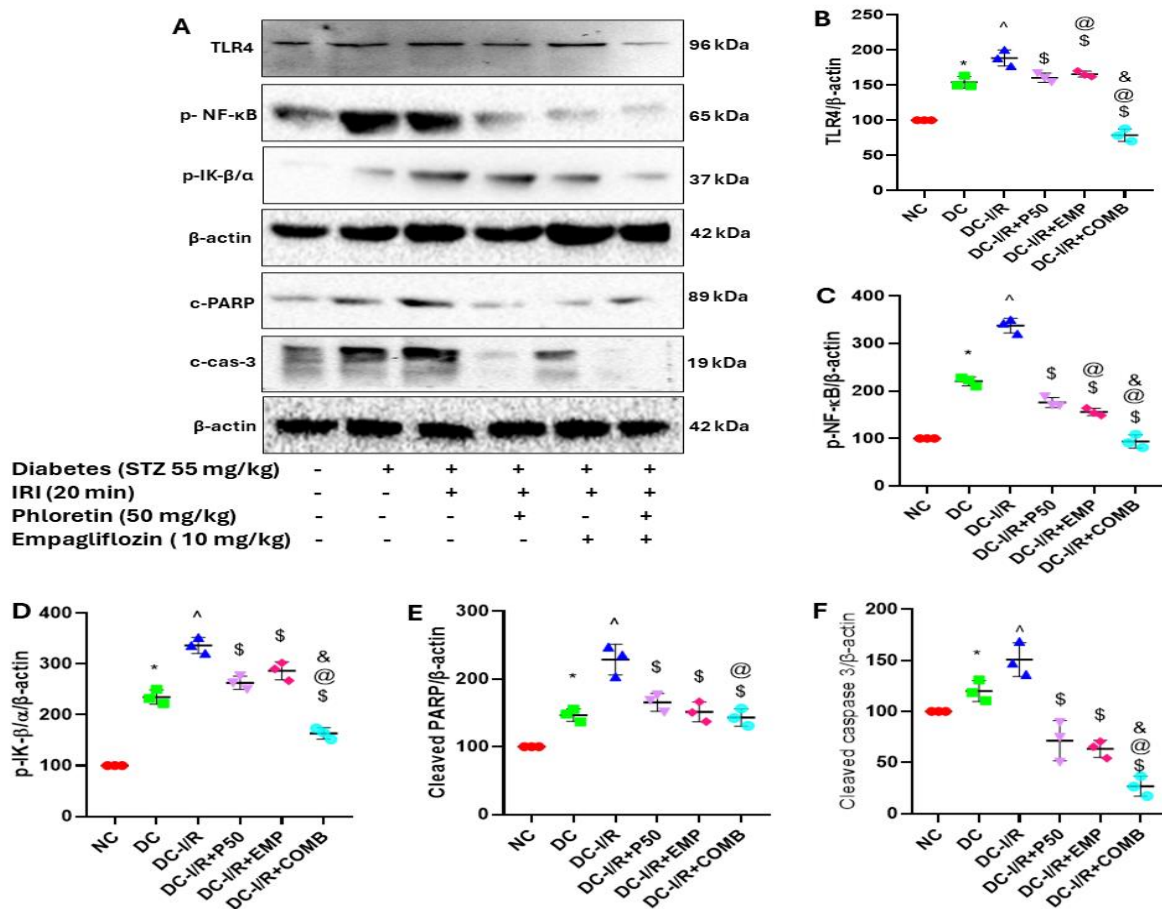 A
TLR4 96 kDa
p- NF-κB 65 kDa
p-IK-β/α 37 kDa
β-actin 42 kDa
c-PARP 89 kDa
c-cas-3 19 kDa
β-actin 42 kDa
Diabetes (STZ 55 mg/kg) - + + + + +
IRI (20 min) - - + + + +
Phloretin (50 mg/kg) - - - + - +
Empagliflozin ( 10 mg/kg) - - - - + +
B
TLR4/β-actin
250
200
150
100
50
0
*
^
$
@
$
&
@
$
NC
DC
DC-I/R
DC-I/R+P50
DC-I/R+EMP
DC-I/R+COMB
C
p-NF-κB/β-actin
400
300
200
100
0
*
^
$
@
$
&
@
$
NC
DC
DC-I/R
DC-I/R+P50
DC-I/R+EMP
DC-I/R+COMB
D
p-IK-β/α/β-actin
400
300
200
100
0
*
^
$
$
&
@
$
NC
DC
DC-I/R
DC-I/R+P50
DC-I/R+EMP
DC-I/R+COMB
E
Cleaved PARP/β-actin
300
200
100
0
*
^
$
$
@
$
NC
DC
DC-I/R
DC-I/R+P50
DC-I/R+EMP
DC-I/R+COMB
F
Cleaved caspase 3/β-actin
200
150
100
50
0
*
^
$
$
&
@
$
NC
DC
DC-I/R
DC-I/R+P50
DC-I/R+EMP
DC-I/R+COMB